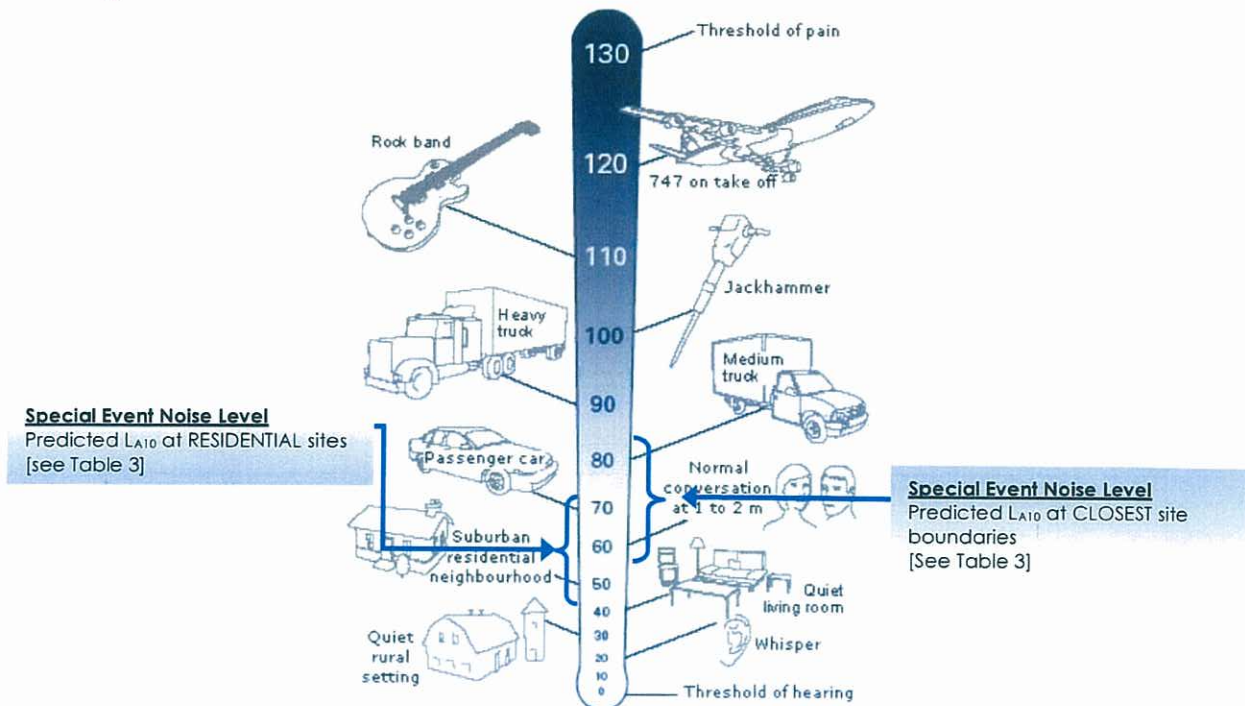 Threshold of pain
130
Rock band
120
747 on take off
110
Jackhammer
Heavy
truck
100
Medium
truck
90
Special Event Noise Level
Predicted LA10 at RESIDENTIAL sites
[see Table 3]
Passenger car
80
Normal
conversation
at 1 to 2 m
70
Special Event Noise Level
Predicted LA10 at CLOSEST site
boundaries
[See Table 3]
Suburban
residential
neighbourhood
60
50
Quiet
living room
40
30
Quiet
rural
setting
20
Whisper
10
0
Threshold of hearing